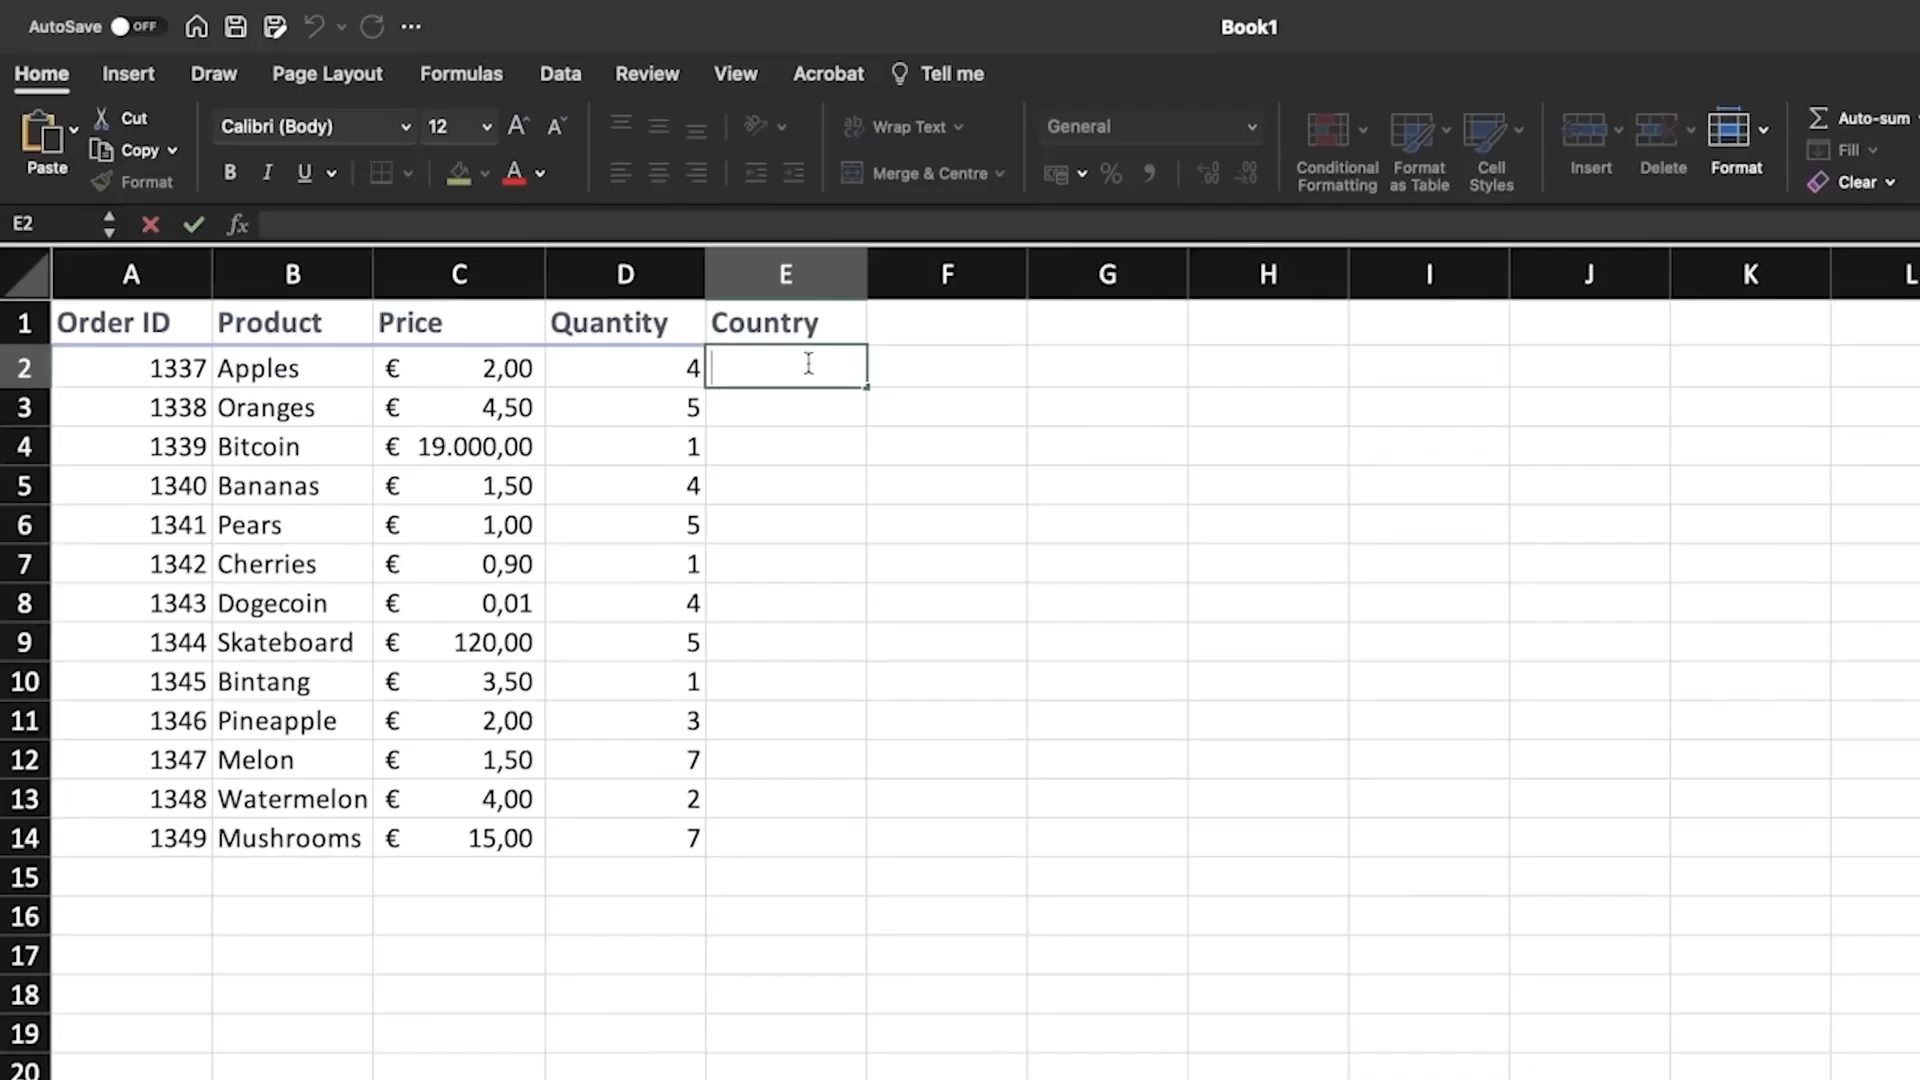 AutoSave OFF Book1
Home Insert Draw Page Layout Formulas Data Review View Acrobat Tell me
Paste Cut Copy Format
Calibri (Body) 12
B I U A
Wrap Text
Merge & Centre
General
%
Conditional Formatting
Format as Table
Cell Styles
Insert Delete Format
Auto-sum
Fill
Clear
E2 fx
A B C D E F G H I J K L
1 Order ID Product Price Quantity Country
2 1337 Apples € 2,00 4
3 1338 Oranges € 4,50 5
4 1339 Bitcoin € 19.000,00 1
5 1340 Bananas € 1,50 4
6 1341 Pears € 1,00 5
7 1342 Cherries € 0,90 1
8 1343 Dogecoin € 0,01 4
9 1344 Skateboard € 120,00 5
10 1345 Bintang € 3,50 1
11 1346 Pineapple € 2,00 3
12 1347 Melon € 1,50 7
13 1348 Watermelon € 4,00 2
14 1349 Mushrooms € 15,00 7
15
16
17
18
19
20